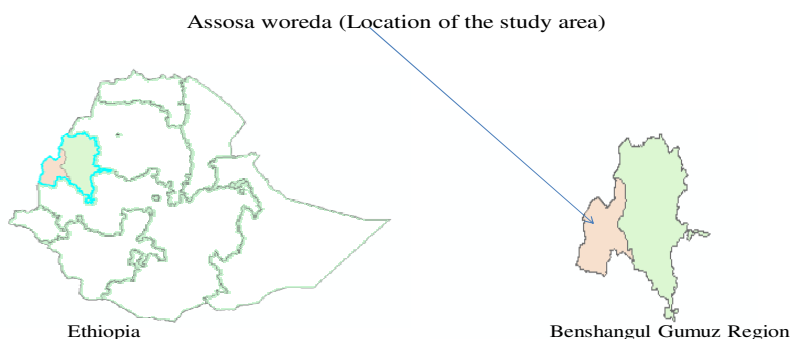 Assosa woreda (Location of the study area)
Ethiopia
Benshangul Gumuz Region